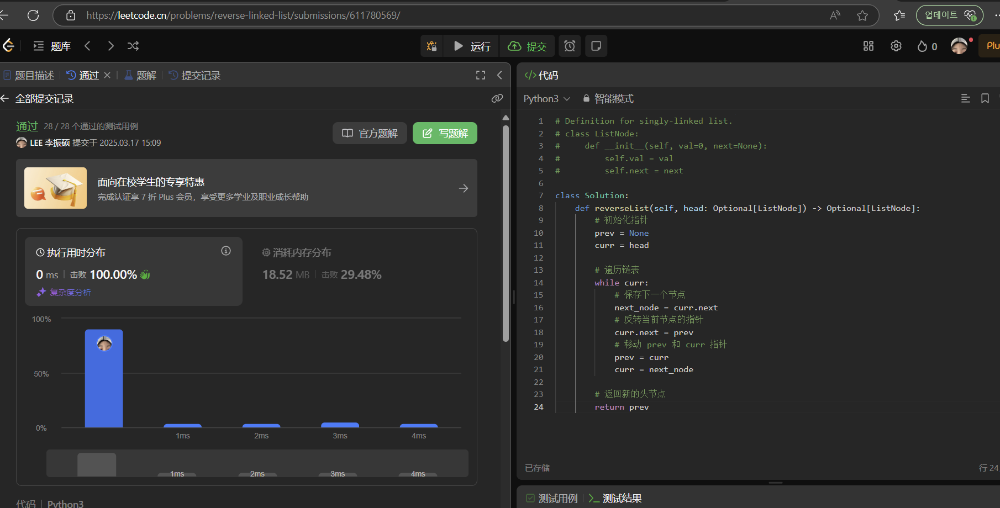 https://leetcode.cn/problems/reverse-linked-list/submissions/611780569/
업데이트
题库
运行
提交
0
题目描述
通过
题解
提交记录
全部提交记录
通过 28 / 28 个通过的测试用例
LEE 李振硕 提交于 2025.03.17 15:09
官方题解
写题解
面向在校学生的专享特惠
完成认证享 7 折 Plus 会员，享受更多学业及职业成长帮助
执行用时分布
0 ms | 击败 100.00%
复杂度分析
消耗内存分布
18.52 MB | 击败 29.48%
100%
50%
0%
1ms 2ms 3ms 4ms
1ms 2ms 3ms 4ms
代码 | Python3
</>代码
Python3
智能模式
1 # Definition for singly-linked list.
2 # class ListNode:
3 #     def __init__(self, val=0, next=None):
4 #         self.val = val
5 #         self.next = next
6
7 class Solution:
8     def reverseList(self, head: Optional[ListNode]) -> Optional[ListNode]:
9         # 初始化指针
10         prev = None
11         curr = head
12
13         # 遍历链表
14         while curr:
15             # 保存下一个节点
16             next_node = curr.next
17             # 反转当前节点的指针
18             curr.next = prev
19             # 移动 prev 和 curr 指针
20             prev = curr
21             curr = next_node
22
23         # 返回新的头节点
24         return prev
已存储
行 24
测试用例
测试结果